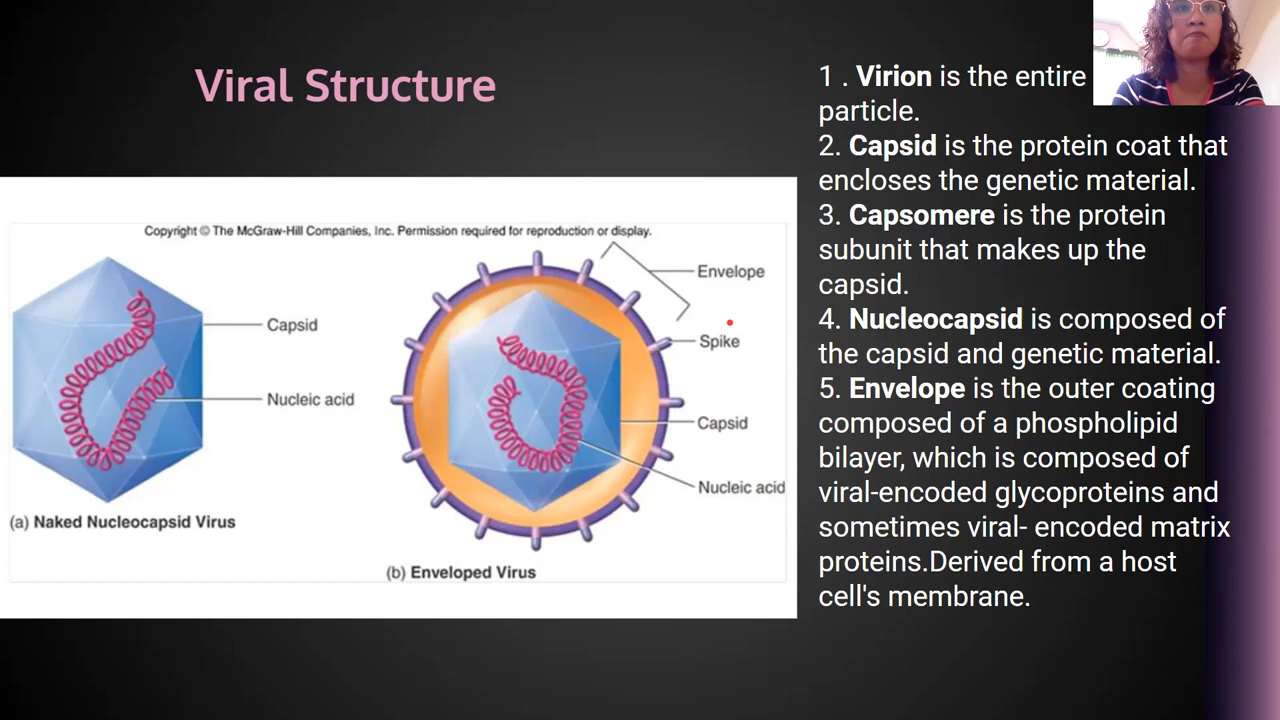 Viral Structure
Copyright © The McGraw-Hill Companies, Inc. Permission required for reproduction or display.
Capsid
Nucleic acid
(a) Naked Nucleocapsid Virus
Envelope
Spike
Capsid
Nucleic acid
(b) Enveloped Virus
1 . Virion is the entire
particle.
2. Capsid is the protein coat that
encloses the genetic material.
3. Capsomere is the protein
subunit that makes up the
capsid.
4. Nucleocapsid is composed of
the capsid and genetic material.
5. Envelope is the outer coating
composed of a phospholipid
bilayer, which is composed of
viral-encoded glycoproteins and
sometimes viral- encoded matrix
proteins.Derived from a host
cell's membrane.